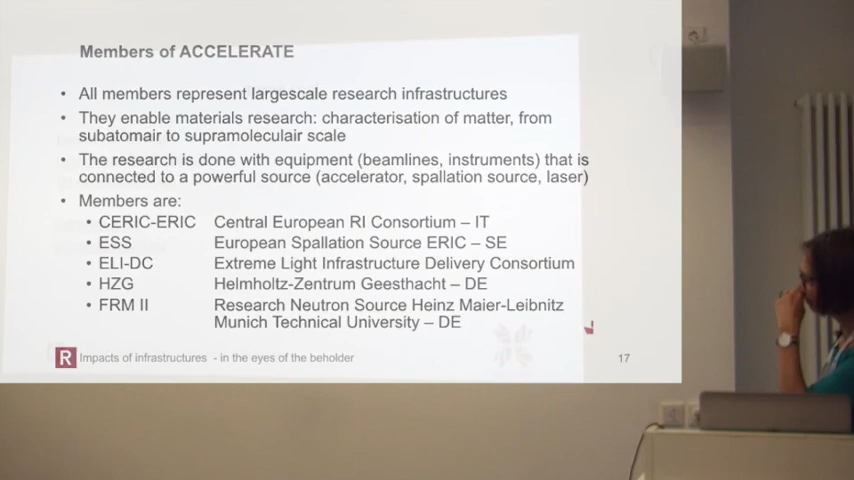 Members of ACCELERATE
• All members represent largescale research infrastructures
• They enable materials research: characterisation of matter, from
subatomair to supramoleculair scale
• The research is done with equipment (beamlines, instruments) that is
connected to a powerful source (accelerator, spallation source, laser)
• Members are:
• CERIC-ERIC Central European RI Consortium – IT
• ESS European Spallation Source ERIC – SE
• ELI-DC Extreme Light Infrastructure Delivery Consortium
• HZG Helmholtz-Zentrum Geesthacht – DE
• FRM II Research Neutron Source Heinz Maier-Leibnitz
Munich Technical University – DE
R Impacts of infrastructures - in the eyes of the beholder 17